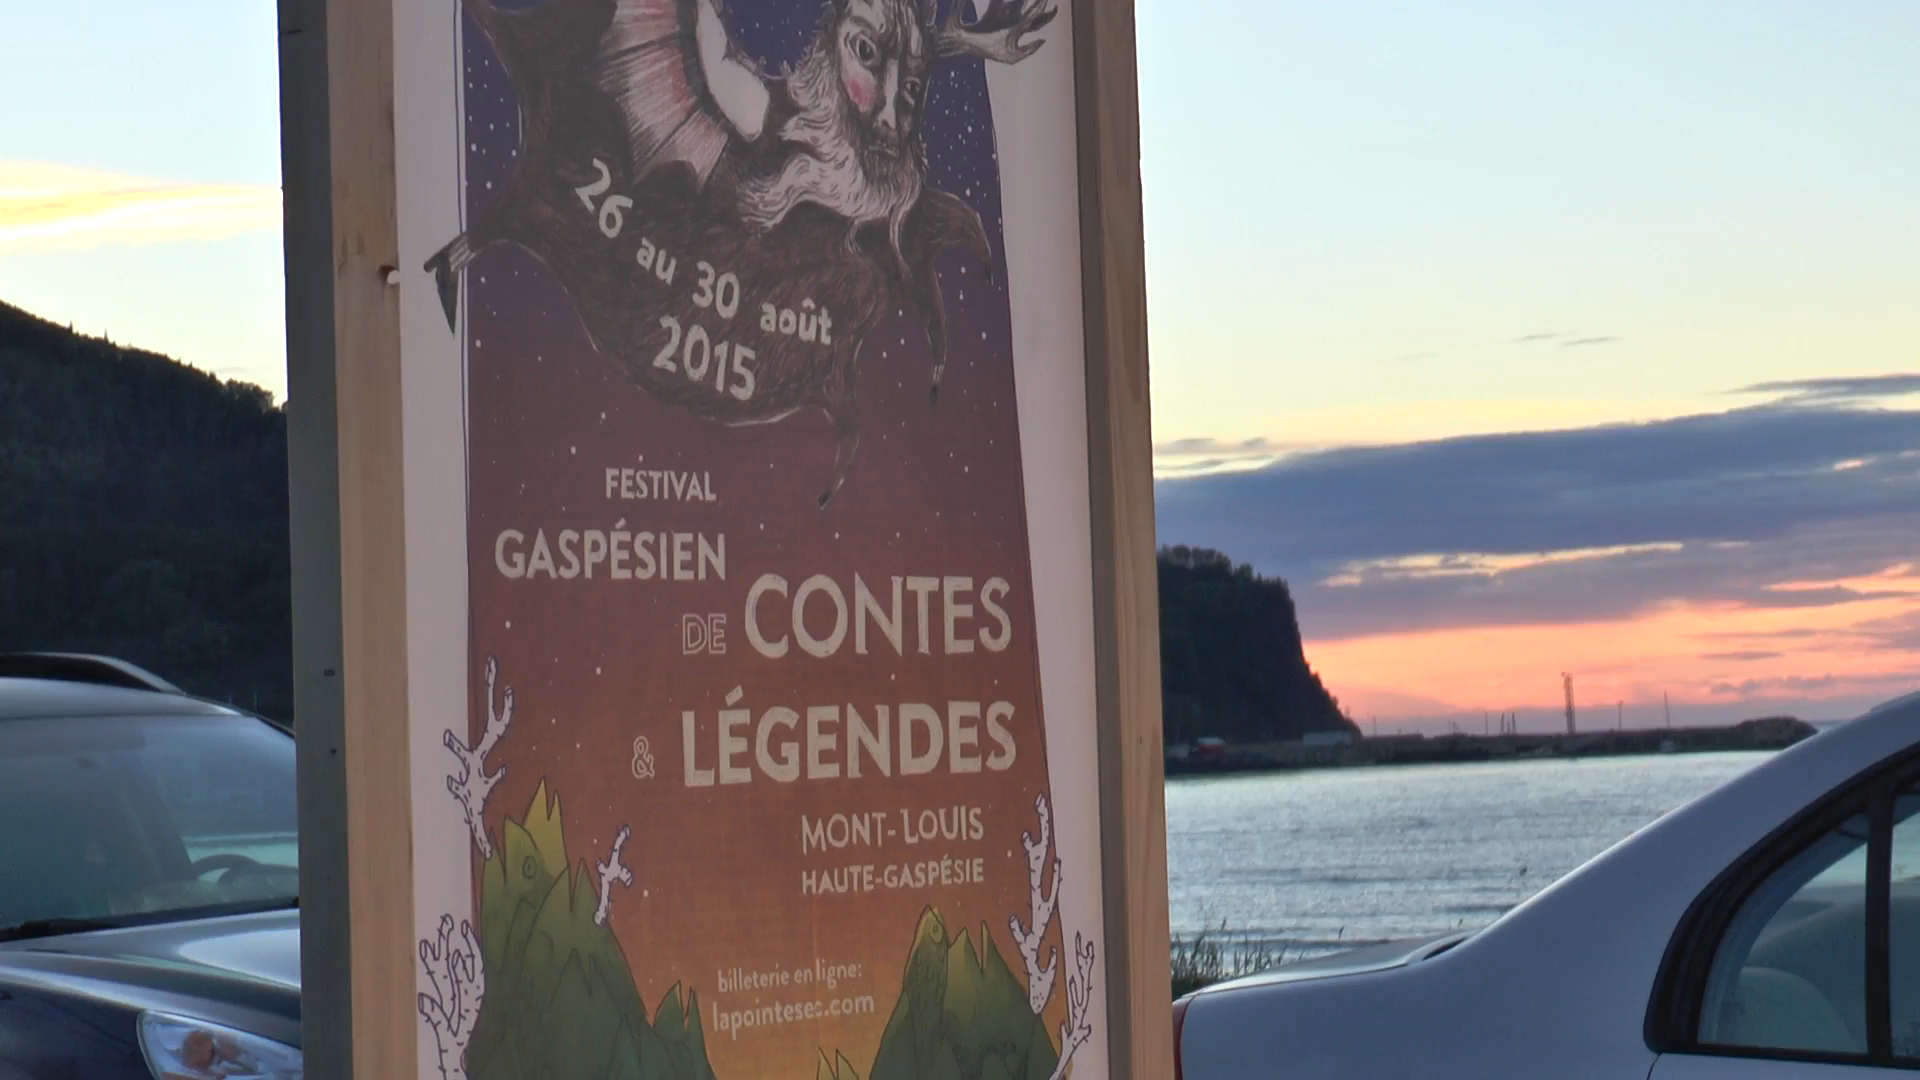 26 au 30 août
2015
FESTIVAL
GASPÉSIEN
DE CONTES
& LÉGENDES
MONT-LOUIS
HAUTE-GASPÉSIE
billeterie en ligne:
lapointesec.com